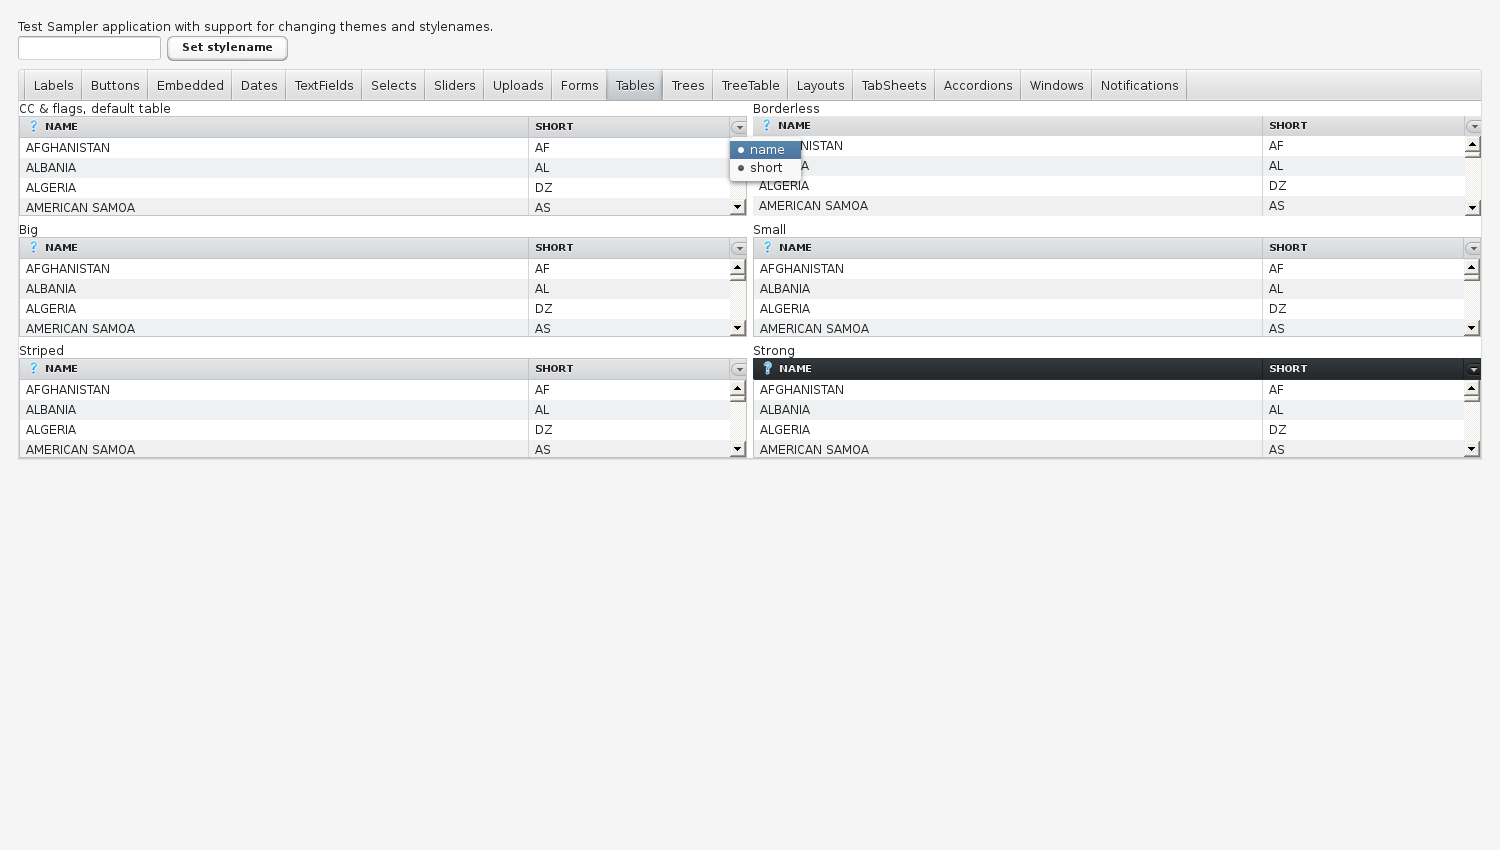 Test Sampler application with support for changing themes and stylenames.
Set stylename
Labels Buttons Embedded Dates TextFields Selects Sliders Uploads Forms Tables Trees TreeTable Layouts TabSheets Accordions Windows Notifications
CC & flags, default table
? NAME SHORT
AFGHANISTAN AF
ALBANIA AL
ALGERIA DZ
AMERICAN SAMOA AS
name
short
Borderless
? NAME SHORT
NISTAN AF
A AL
ALGERIA DZ
AMERICAN SAMOA AS
Big
? NAME SHORT
AFGHANISTAN AF
ALBANIA AL
ALGERIA DZ
AMERICAN SAMOA AS
Small
? NAME SHORT
AFGHANISTAN AF
ALBANIA AL
ALGERIA DZ
AMERICAN SAMOA AS
Striped
? NAME SHORT
AFGHANISTAN AF
ALBANIA AL
ALGERIA DZ
AMERICAN SAMOA AS
Strong
? NAME SHORT
AFGHANISTAN AF
ALBANIA AL
ALGERIA DZ
AMERICAN SAMOA AS